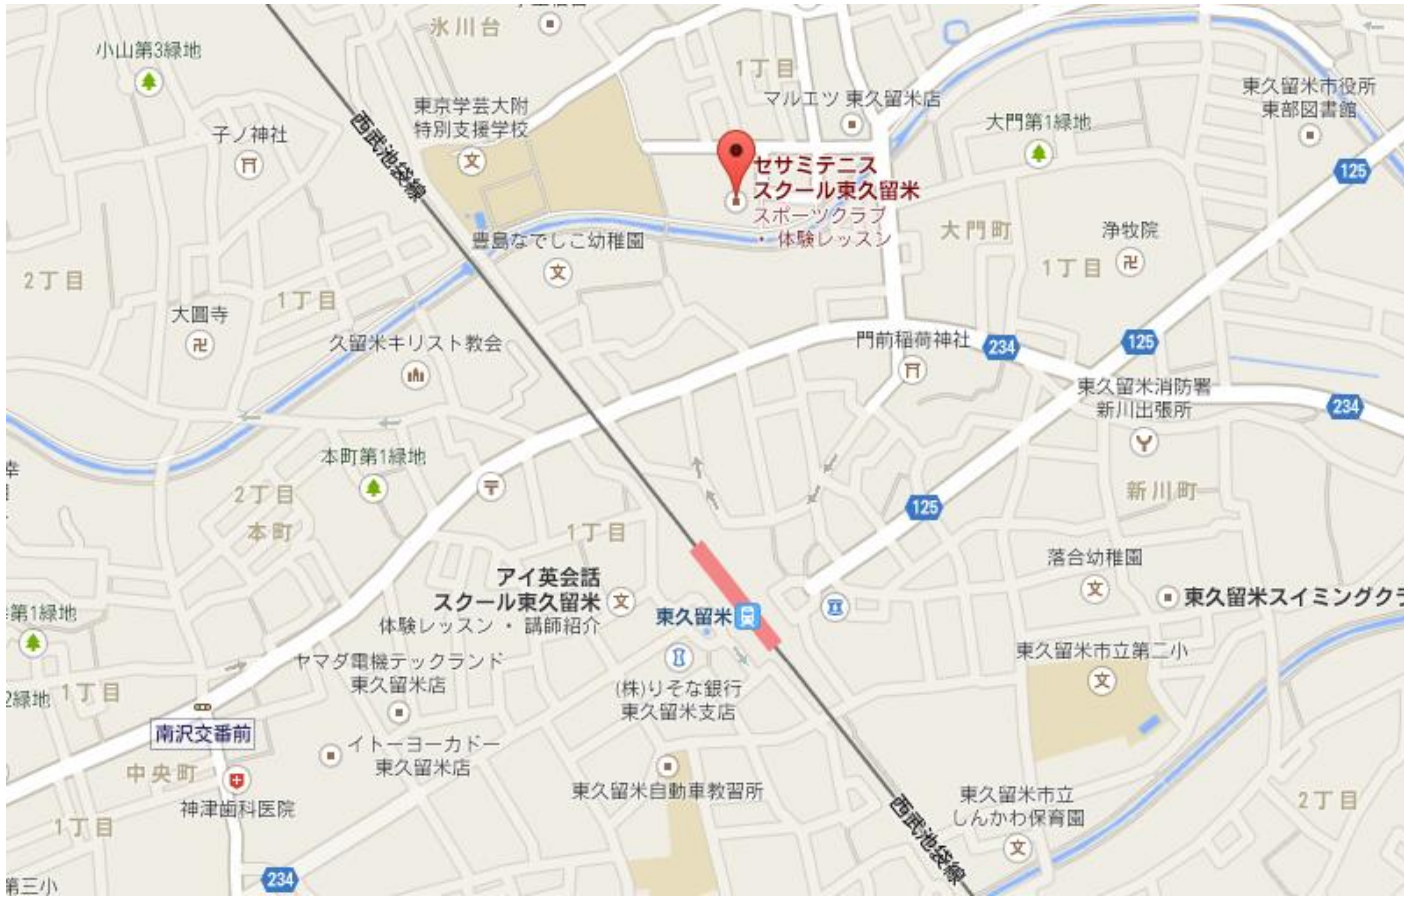 氷川台
小山第3緑地
1丁目
東久留米市役所
東部図書館
マルエツ 東久留米店
東京学芸大附
特別支援学校
大門第1緑地
子ノ神社
西武池袋線
125
セサミテニス
スクール東久留米
スポーツクラブ
・体験レッスン
大門町
浄牧院
豊島なでしこ幼稚園
1丁目
2丁目
1丁目
大圓寺
久留米キリスト教会
門前稲荷神社
234
125
東久留米消防署
新川出張所
234
本町第1緑地
幸
2丁目
本町
新川町
125
1丁目
落合幼稚園
アイ英会話
スクール東久留米
体験レッスン ・ 講師紹介
東久留米
東久留米スイミングクラ
第1緑地
東久留米市立第二小
ヤマダ電機テックランド
東久留米店
(株)りそな銀行
東久留米支店
2緑地
1丁目
南沢交番前
イトーヨーカドー
東久留米店
中央町
神津歯科医院
東久留米自動車教習所
東久留米市立
しんかわ保育園
2丁目
1丁目
西武池袋線
234
第三小